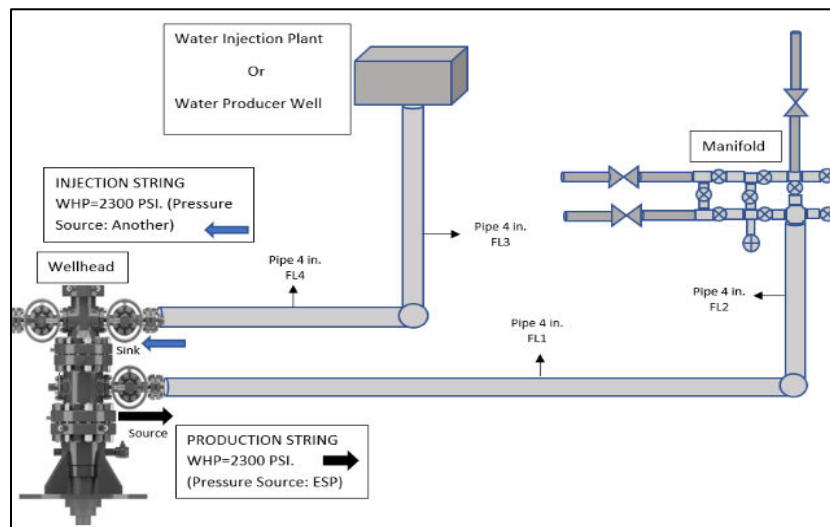 Water Injection Plant
Or
Water Producer Well
Manifold
INJECTION STRING
WHP=2300 PSI. (Pressure
Source: Another)
Pipe 4 in.
FL3
Wellhead
Pipe 4 in.
FL4
Pipe 4 in.
FL2
Pipe 4 in.
FL1
Sink
Source
PRODUCTION STRING
WHP=2300 PSI.
(Pressure Source: ESP)